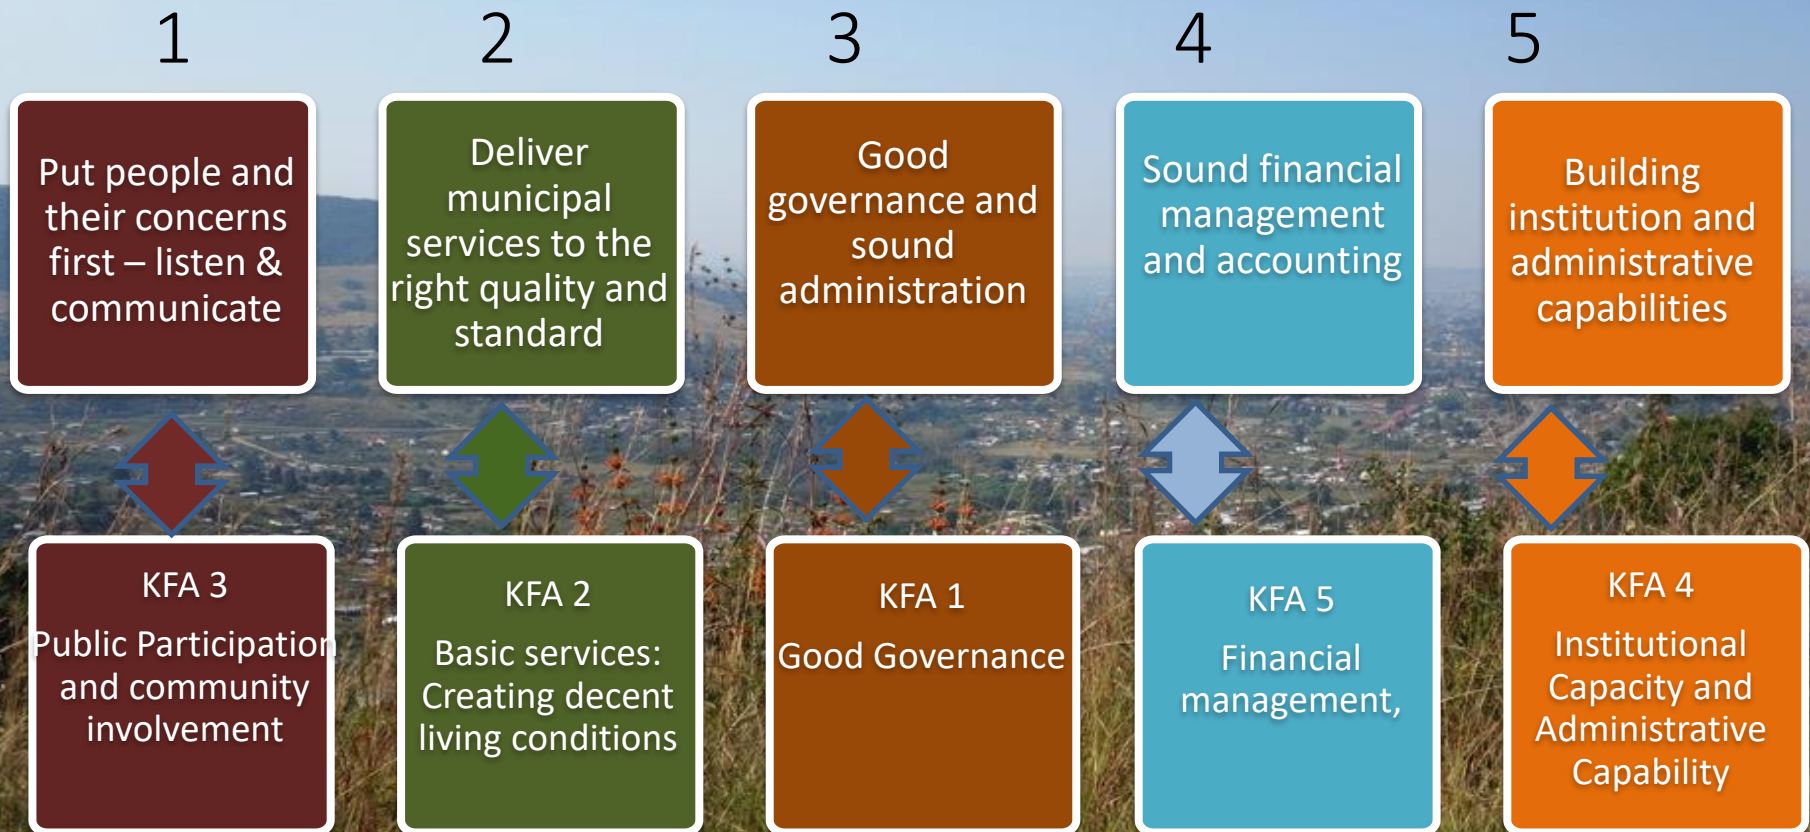 1
2
3
4
5
Put people and
their concerns
first – listen &
communicate
Deliver
municipal
services to the
right quality and
standard
Good
governance and
sound
administration
Sound financial
management
and accounting
Building
institution and
administrative
capabilities
KFA 3
Public Participation
and community
involvement
KFA 2
Basic services:
Creating decent
living conditions
KFA 1
Good Governance
KFA 5
Financial
management,
KFA 4
Institutional
Capacity and
Administrative
Capability